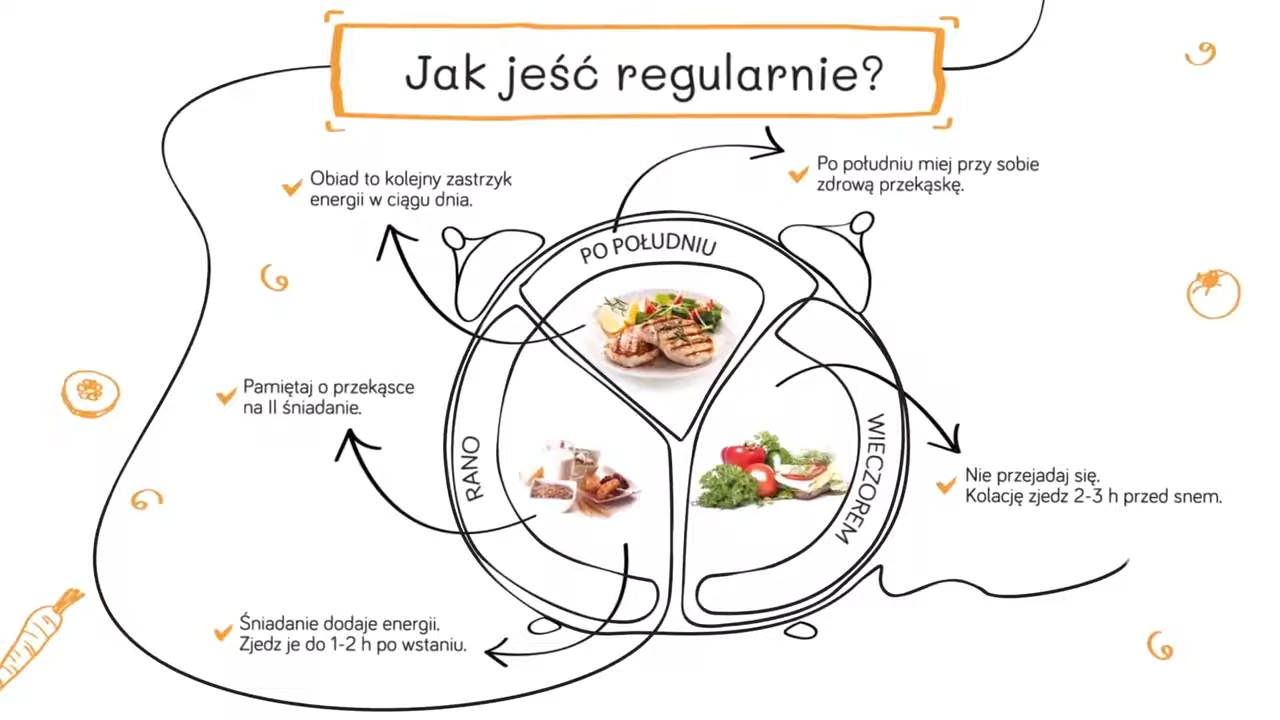 Jak jeść regularnie?
Obiad to kolejny zastrzyk
energii w ciągu dnia.
Po południu miej przy sobie
zdrową przekąskę.
PO POŁUDNIU
Pamiętaj o przekąsce
na II śniadanie.
RANO
WIECZOREM
Nie przejadaj się.
Kolację zjedz 2-3 h przed snem.
Śniadanie dodaje energii.
Zjedz je do 1-2 h po wstaniu.